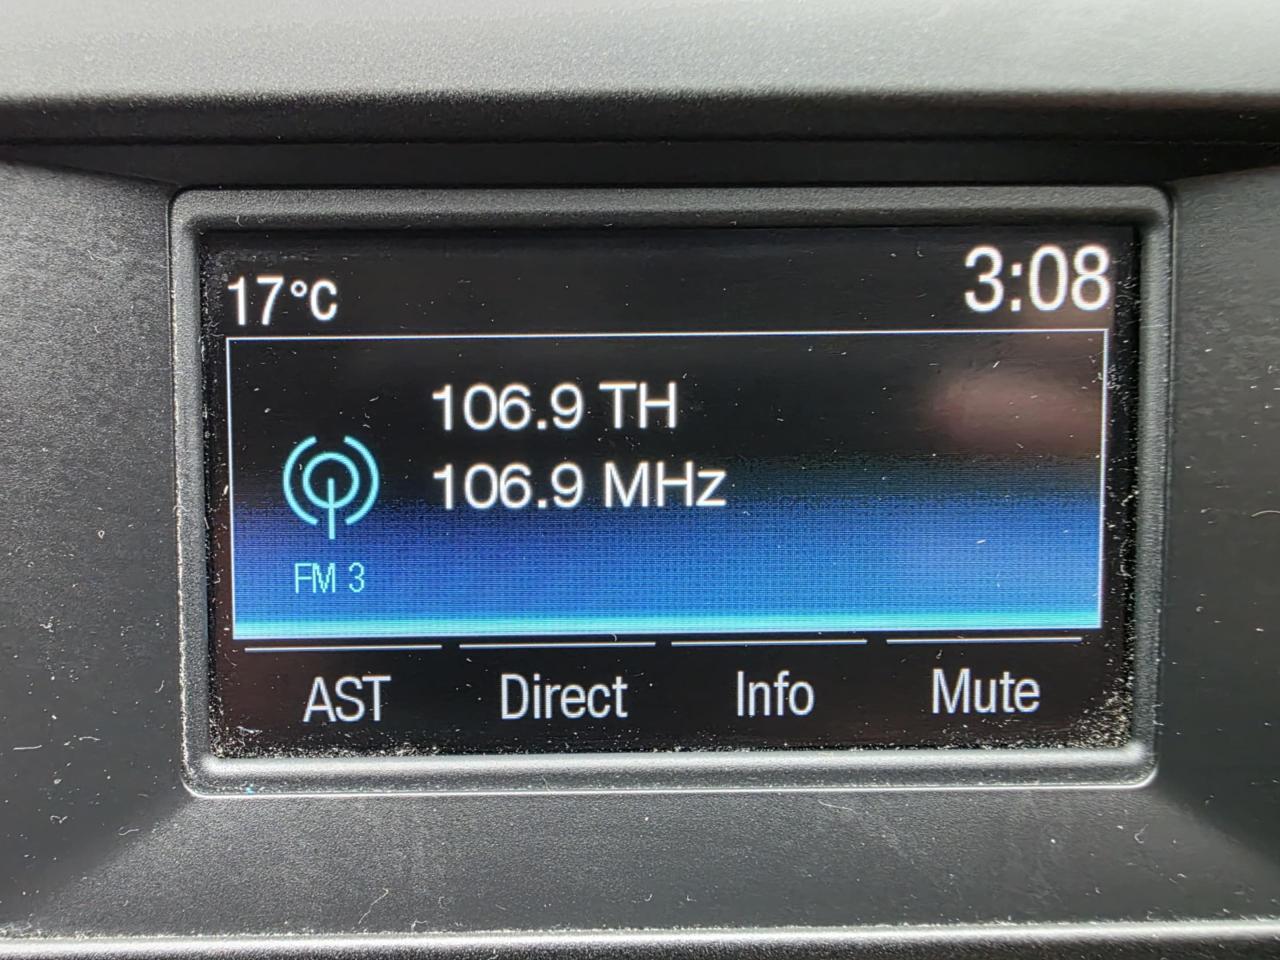 17°C
3:08
106.9 TH
106.9 MHz
FM 3
AST
Direct
Info
Mute